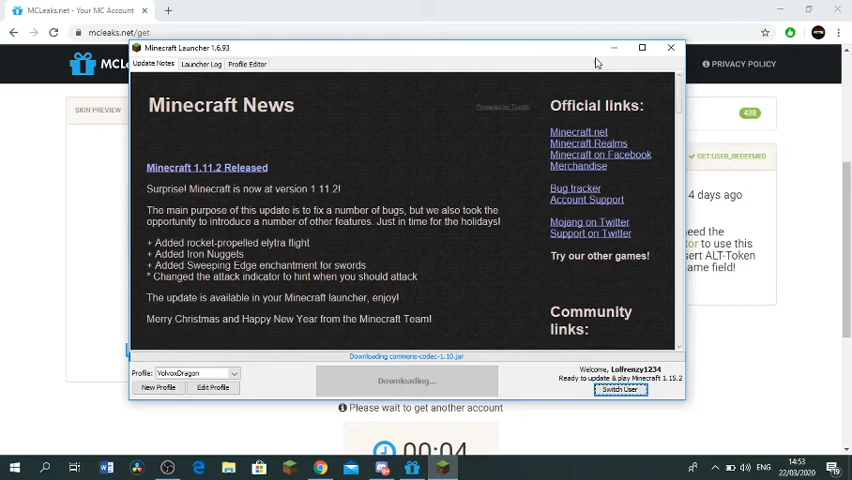 MCLeaks.net - Your MC Account
mcleaks.net/get
MCL
PRIVACY POLICY
SKIN PREVIEW
438
GET:USER_REDEEMED
4 days ago
need the
tor to use this
sert ALT-Token
ame field!
Minecraft Launcher 1.6.93
Update Notes
Launcher Log
Profile Editor
Minecraft News
Powered by Tumblr
Official links:
Minecraft.net
Minecraft Realms
Minecraft on Facebook
Merchandise
Bug tracker
Account Support
Mojang on Twitter
Support on Twitter
Try our other games!
Community
links:
Minecraft 1.11.2 Released
Surprise! Minecraft is now at version 1.11.2!
The main purpose of this update is to fix a number of bugs, but we also took the
opportunity to introduce a number of other features. Just in time for the holidays!
+ Added rocket-propelled elytra flight
+ Added Iron Nuggets
+ Added Sweeping Edge enchantment for swords
* Changed the attack indicator to hint when you should attack
The update is available in your Minecraft launcher, enjoy!
Merry Christmas and Happy New Year from the Minecraft Team!
Downloading commons-codec-1.10.jar
Profile: VolvoxDragon
New Profile
Edit Profile
Downloading...
Welcome, Lolfrenzy1234
Ready to update & play Minecraft 1.15.2
Switch User
Please wait to get another account
00:04
ENG
14:53
22/03/2020
19